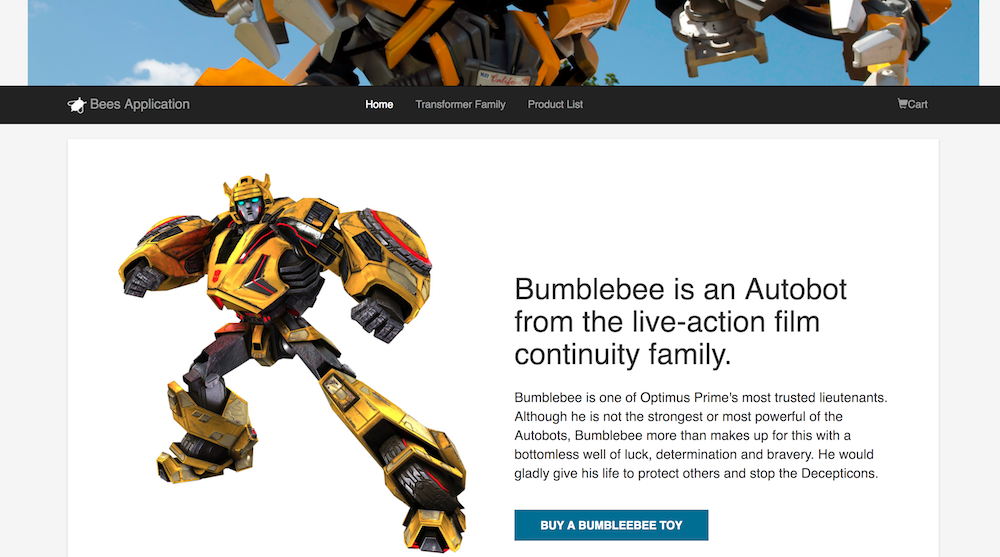 MAY Califo
Bees Application Home Transformer Family Product List Cart
Bumblebee is an Autobot
from the live-action film
continuity family.
Bumblebee is one of Optimus Prime's most trusted lieutenants.
Although he is not the strongest or most powerful of the
Autobots, Bumblebee more than makes up for this with a
bottomless well of luck, determination and bravery. He would
gladly give his life to protect others and stop the Decepticons.
BUY A BUMBLEEBEE TOY